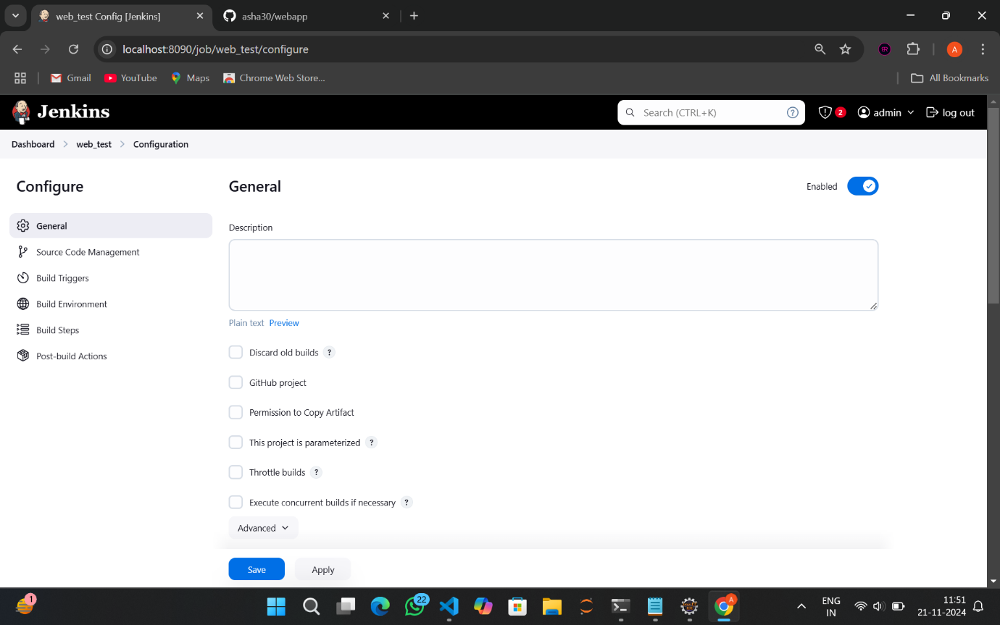 web_test Config [Jenkins]
asha30/webapp
localhost:8090/job/web_test/configure
A
Gmail
YouTube
Maps
Chrome Web Store...
All Bookmarks
Jenkins
Search (CTRL+K)
?
2
admin
log out
Dashboard
web_test
Configuration
Configure
General
Enabled
General
Source Code Management
Build Triggers
Build Environment
Build Steps
Post-build Actions
Description
Plain text Preview
Discard old builds ?
GitHub project
Permission to Copy Artifact
This project is parameterized ?
Throttle builds ?
Execute concurrent builds if necessary ?
Advanced
Save
Apply
1
22
A
ENG
IN
11:51
21-11-2024